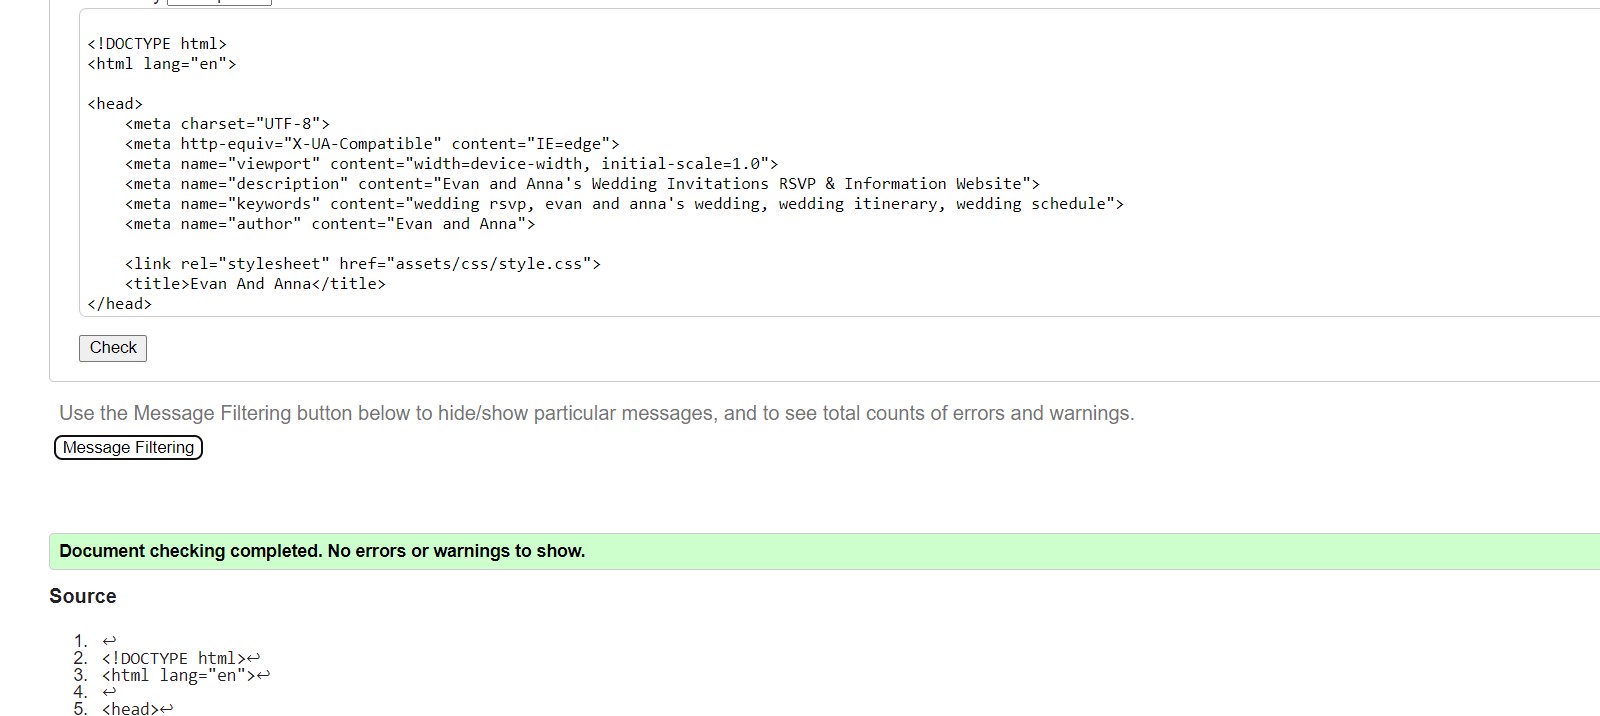 <!DOCTYPE html>
<html lang="en">
<head>
<meta charset="UTF-8">
<meta http-equiv="X-UA-Compatible" content="IE=edge">
<meta name="viewport" content="width=device-width, initial-scale=1.0">
<meta name="description" content="Evan and Anna's Wedding Invitations RSVP & Information Website">
<meta name="keywords" content="wedding rsvp, evan and anna's wedding, wedding itinerary, wedding schedule">
<meta name="author" content="Evan and Anna">
<link rel="stylesheet" href="assets/css/style.css">
<title>Evan And Anna</title>
</head>
Check
Use the Message Filtering button below to hide/show particular messages, and to see total counts of errors and warnings.
Message Filtering
Document checking completed. No errors or warnings to show.
Source
1. ↩
2. <!DOCTYPE html>↩
3. <html lang="en">↩
4. ↩
5. <head>↩